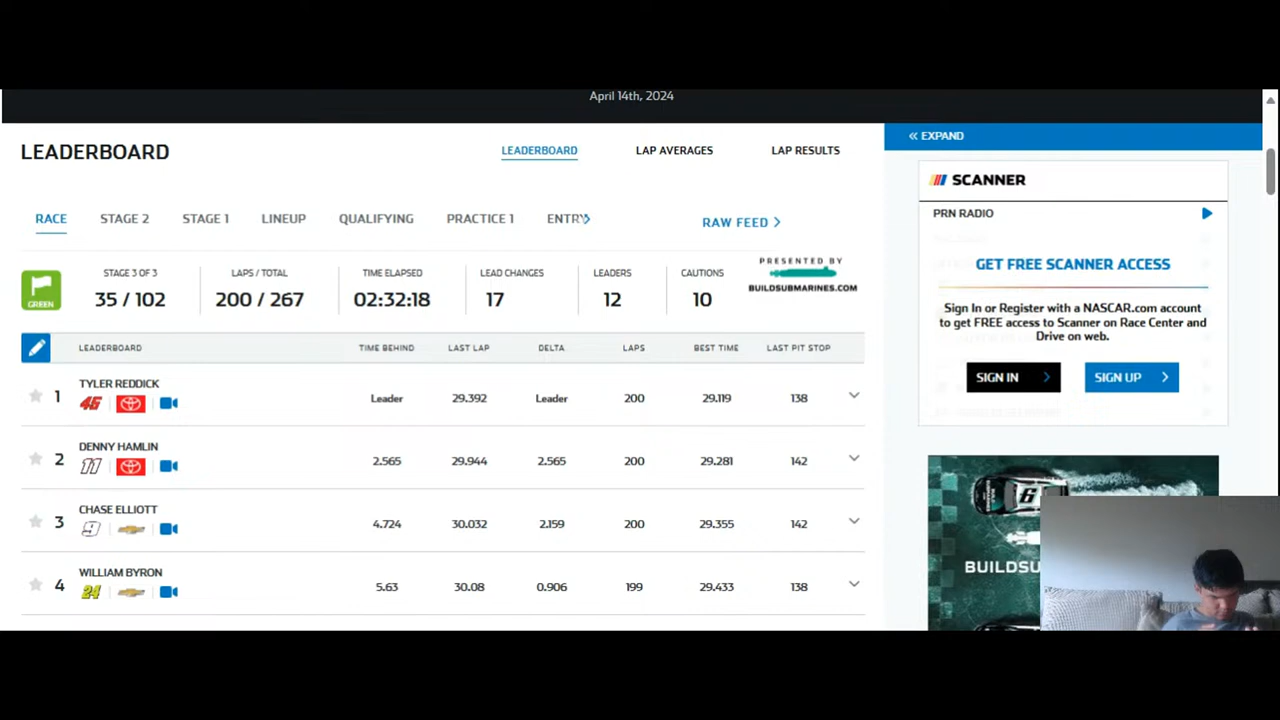 April 14th, 2024
LEADERBOARD
LEADERBOARD LAP AVERAGES LAP RESULTS
RACE STAGE 2 STAGE 1 LINEUP QUALIFYING PRACTICE 1 ENTRY
RAW FEED
GREEN
STAGE 3 OF 3 LAPS / TOTAL TIME ELAPSED LEAD CHANGES LEADERS CAUTIONS
35 / 102 200 / 267 02:32:18 17 12 10
PRESENTED BY
BUILDSUBMARINES.COM
LEADERBOARD TIME BEHIND LAST LAP DELTA LAPS BEST TIME LAST PIT STOP
1 TYLER REDDICK 45 Leader 29.392 Leader 200 29.119 138
2 DENNY HAMLIN 11 2.565 29.944 2.565 200 29.281 142
3 CHASE ELLIOTT 9 4.724 30.032 2.159 200 29.355 142
4 WILLIAM BYRON 24 5.63 30.08 0.906 199 29.433 138
EXPAND
SCANNER
PRN RADIO
GET FREE SCANNER ACCESS
Sign In or Register with a NASCAR.com account
to get FREE access to Scanner on Race Center and
Drive on web.
SIGN IN SIGN UP
6
BUILDSU